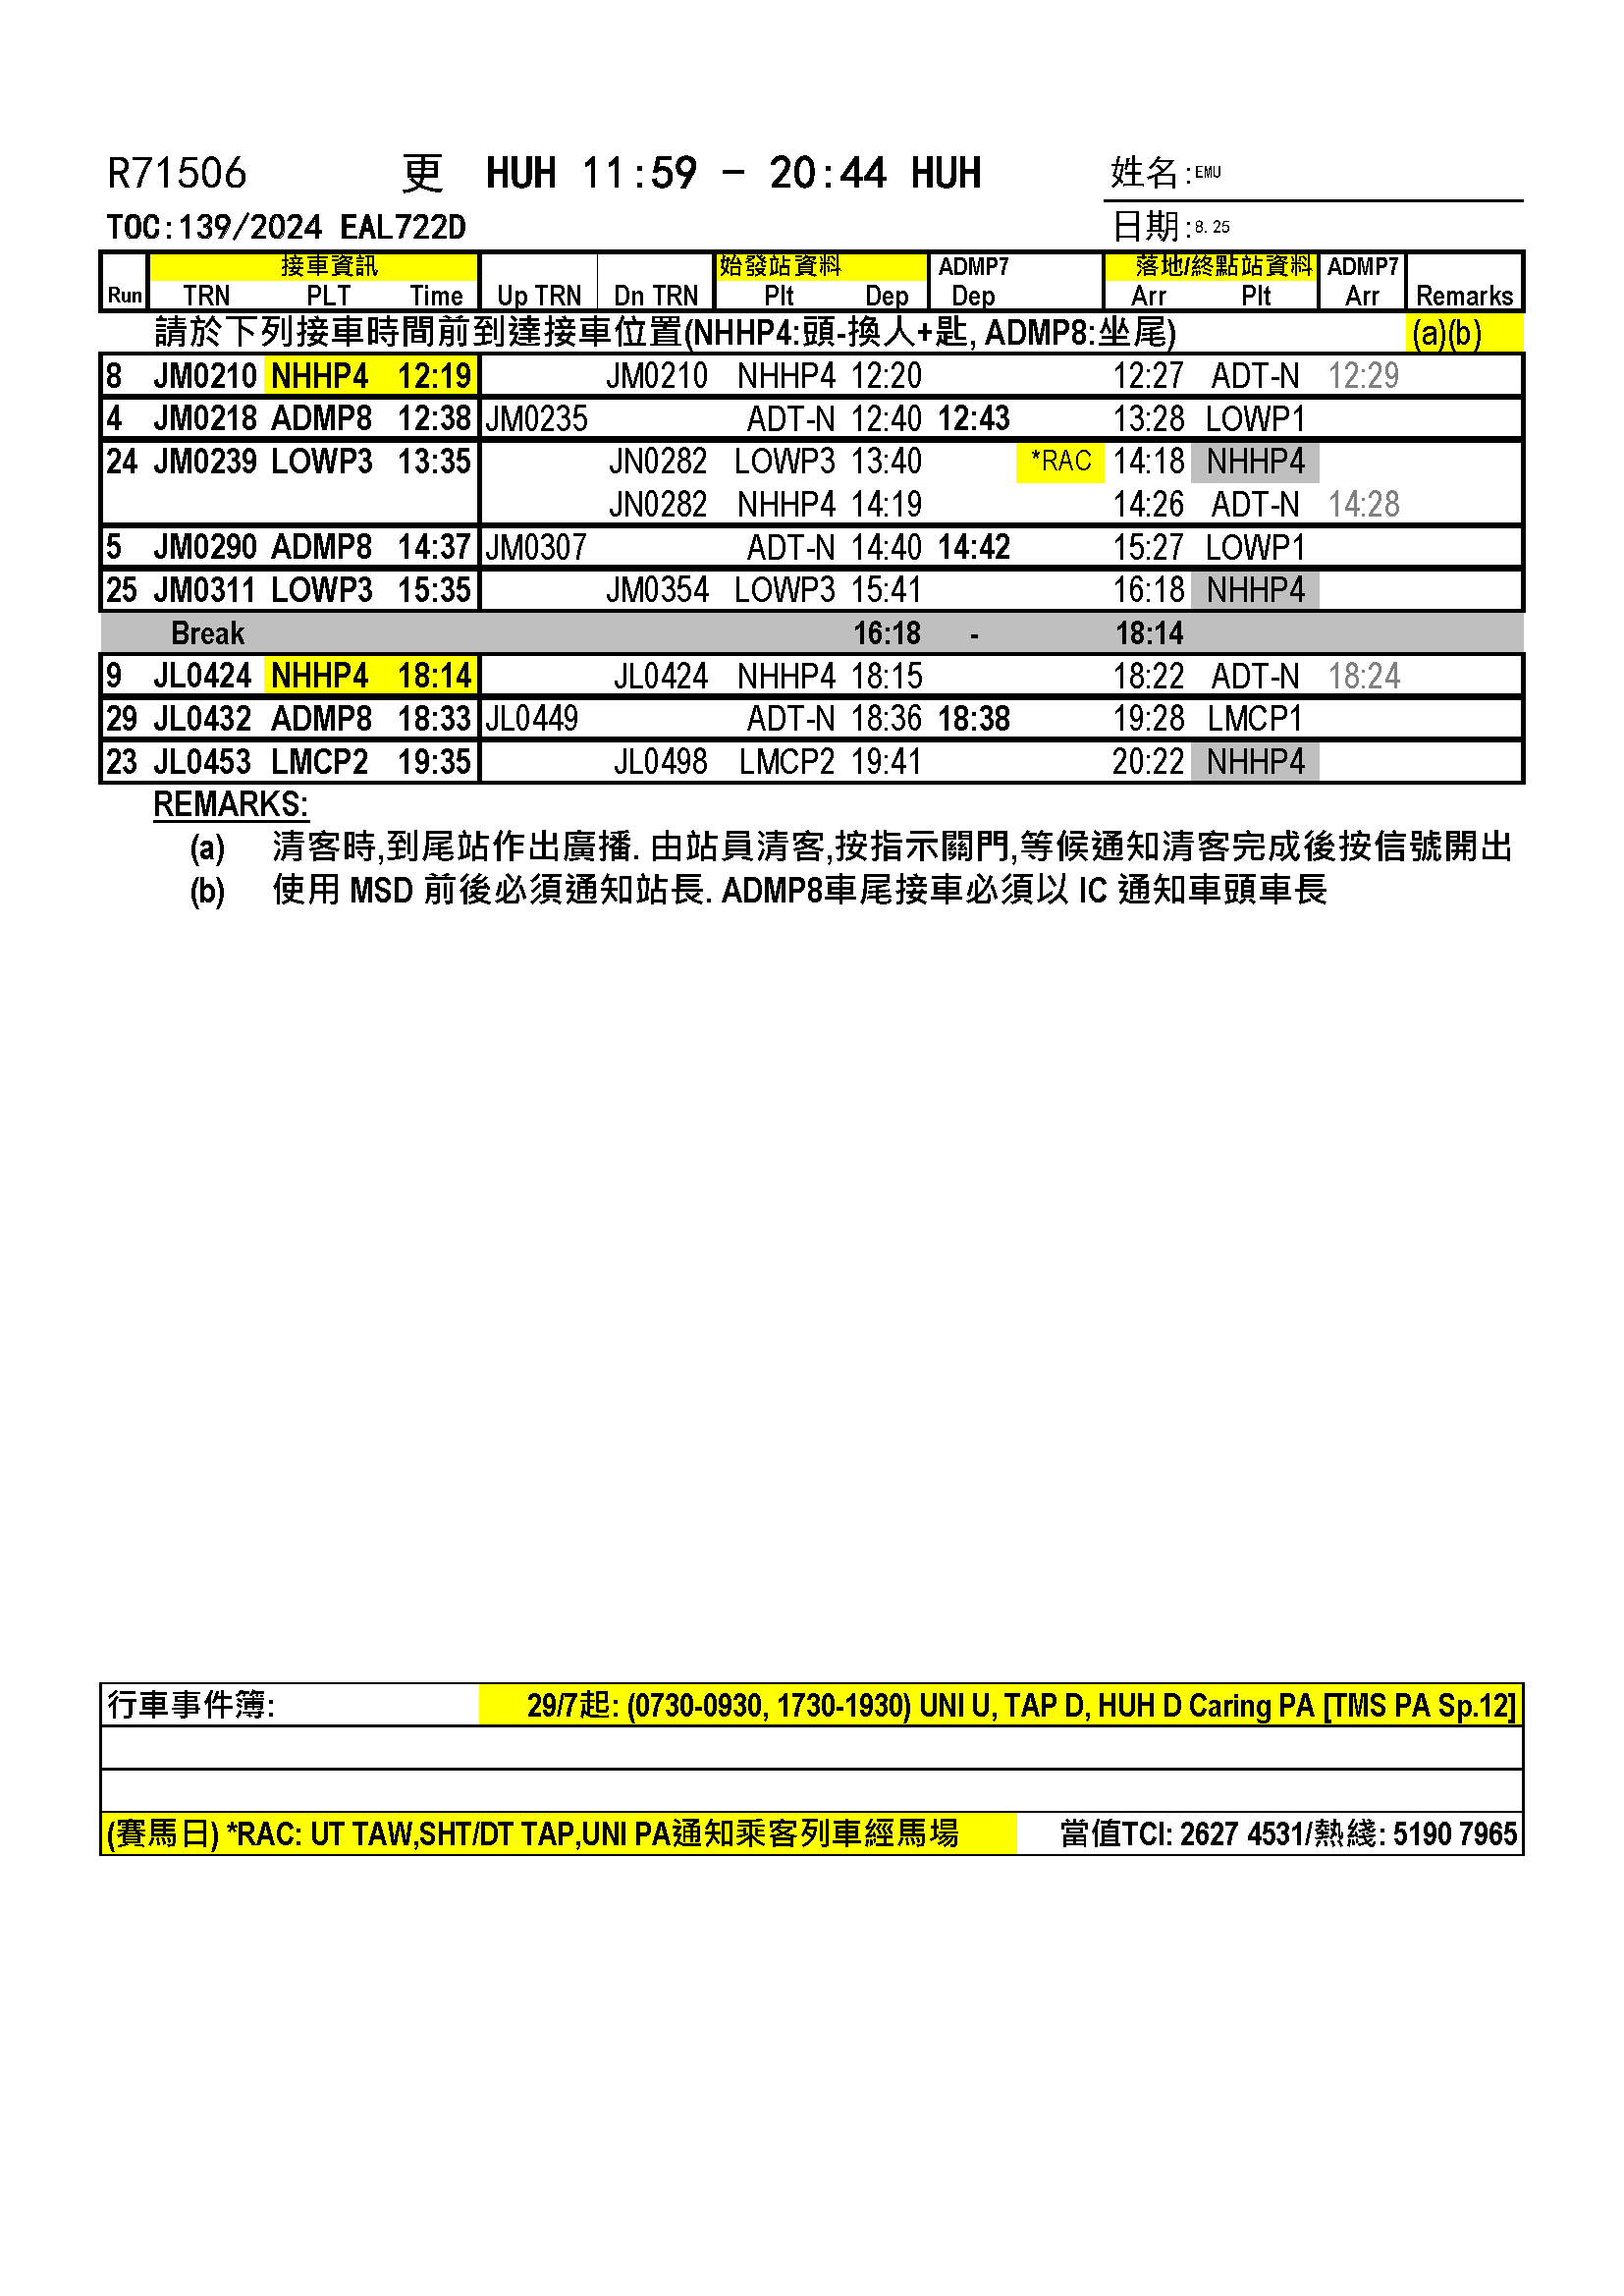 R71506 更 HUH 11:59 - 20:44 HUH 姓名:EMU
TOC:139/2024 EAL722D 日期:8.25
接車資訊 始發站資料 ADMP7 落地/終點站資料 ADMP7
Run TRN PLT Time Up TRN Dn TRN Plt Dep Dep Arr Plt Arr Remarks
請於下列接車時間前到達接車位置(NHHP4:頭-換人+匙, ADMP8:坐尾) (a)(b)
8 JM0210 NHHP4 12:19 JM0210 NHHP4 12:20 12:27 ADT-N 12:29
4 JM0218 ADMP8 12:38 JM0235 ADT-N 12:40 12:43 13:28 LOWP1
24 JM0239 LOWP3 13:35 JN0282 LOWP3 13:40 *RAC 14:18 NHHP4
JN0282 NHHP4 14:19 14:26 ADT-N 14:28
5 JM0290 ADMP8 14:37 JM0307 ADT-N 14:40 14:42 15:27 LOWP1
25 JM0311 LOWP3 15:35 JM0354 LOWP3 15:41 16:18 NHHP4
Break 16:18 - 18:14
9 JL0424 NHHP4 18:14 JL0424 NHHP4 18:15 18:22 ADT-N 18:24
29 JL0432 ADMP8 18:33 JL0449 ADT-N 18:36 18:38 19:28 LMCP1
23 JL0453 LMCP2 19:35 JL0498 LMCP2 19:41 20:22 NHHP4
REMARKS:
(a) 清客時,到尾站作出廣播. 由站員清客,按指示關門,等候通知清客完成後按信號開出
(b) 使用 MSD 前後必須通知站長. ADMP8車尾接車必須以 IC 通知車頭車長
行車事件簿: 29/7起: (0730-0930, 1730-1930) UNI U, TAP D, HUH D Caring PA [TMS PA Sp.12]
(賽馬日) *RAC: UT TAW,SHT/DT TAP,UNI PA通知乘客列車經馬場 當值TCI: 2627 4531/熱綫: 5190 7965